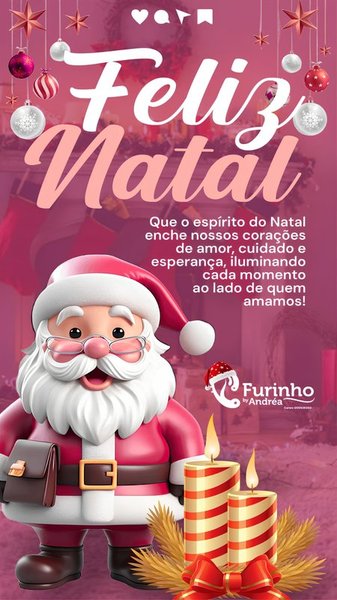 Feliz
Natal
Que o espírito do Natal
enche nossos corações
de amor, cuidado e
esperança, iluminando
cada momento
ao lado de quem
amamos!
Furinho
by Andréa